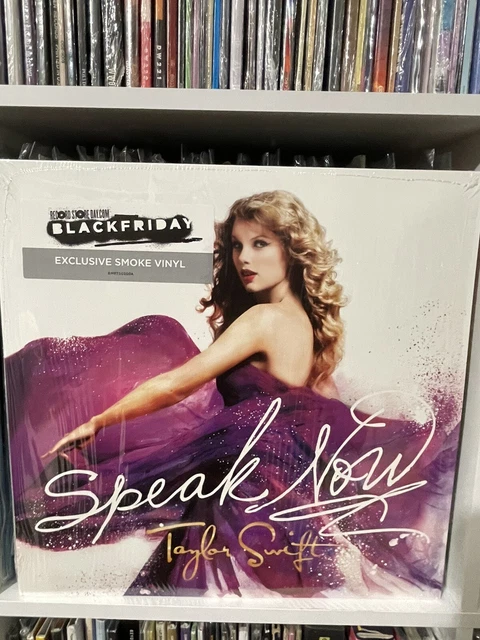 RECORD STORE DAY.COM
BLACKFRIDAY
EXCLUSIVE SMOKE VINYL
Speak Now
Taylor Swift